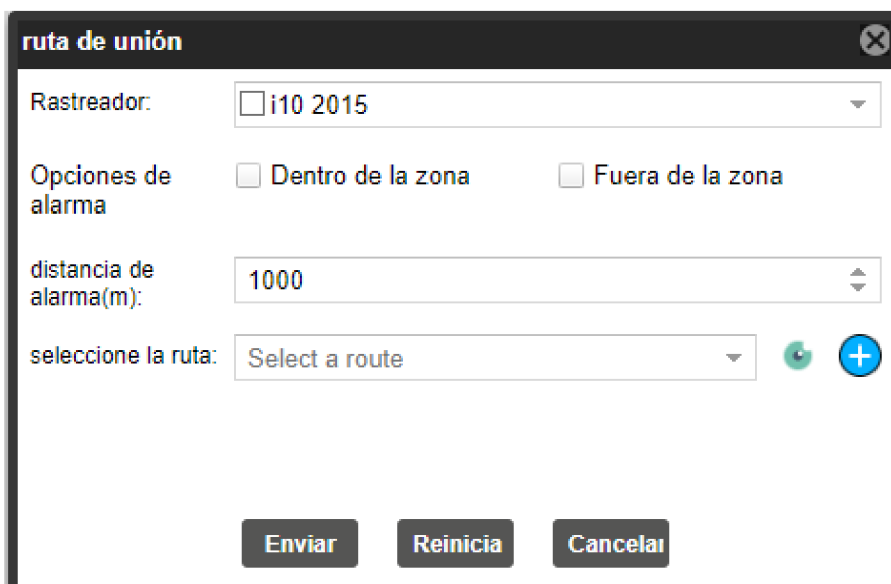 ruta de unión
Rastreador:
i10 2015
Opciones de
alarma
Dentro de la zona
Fuera de la zona
distancia de
alarma(m):
1000
seleccione la ruta:
Select a route
Enviar
Reinicia
Cancelar